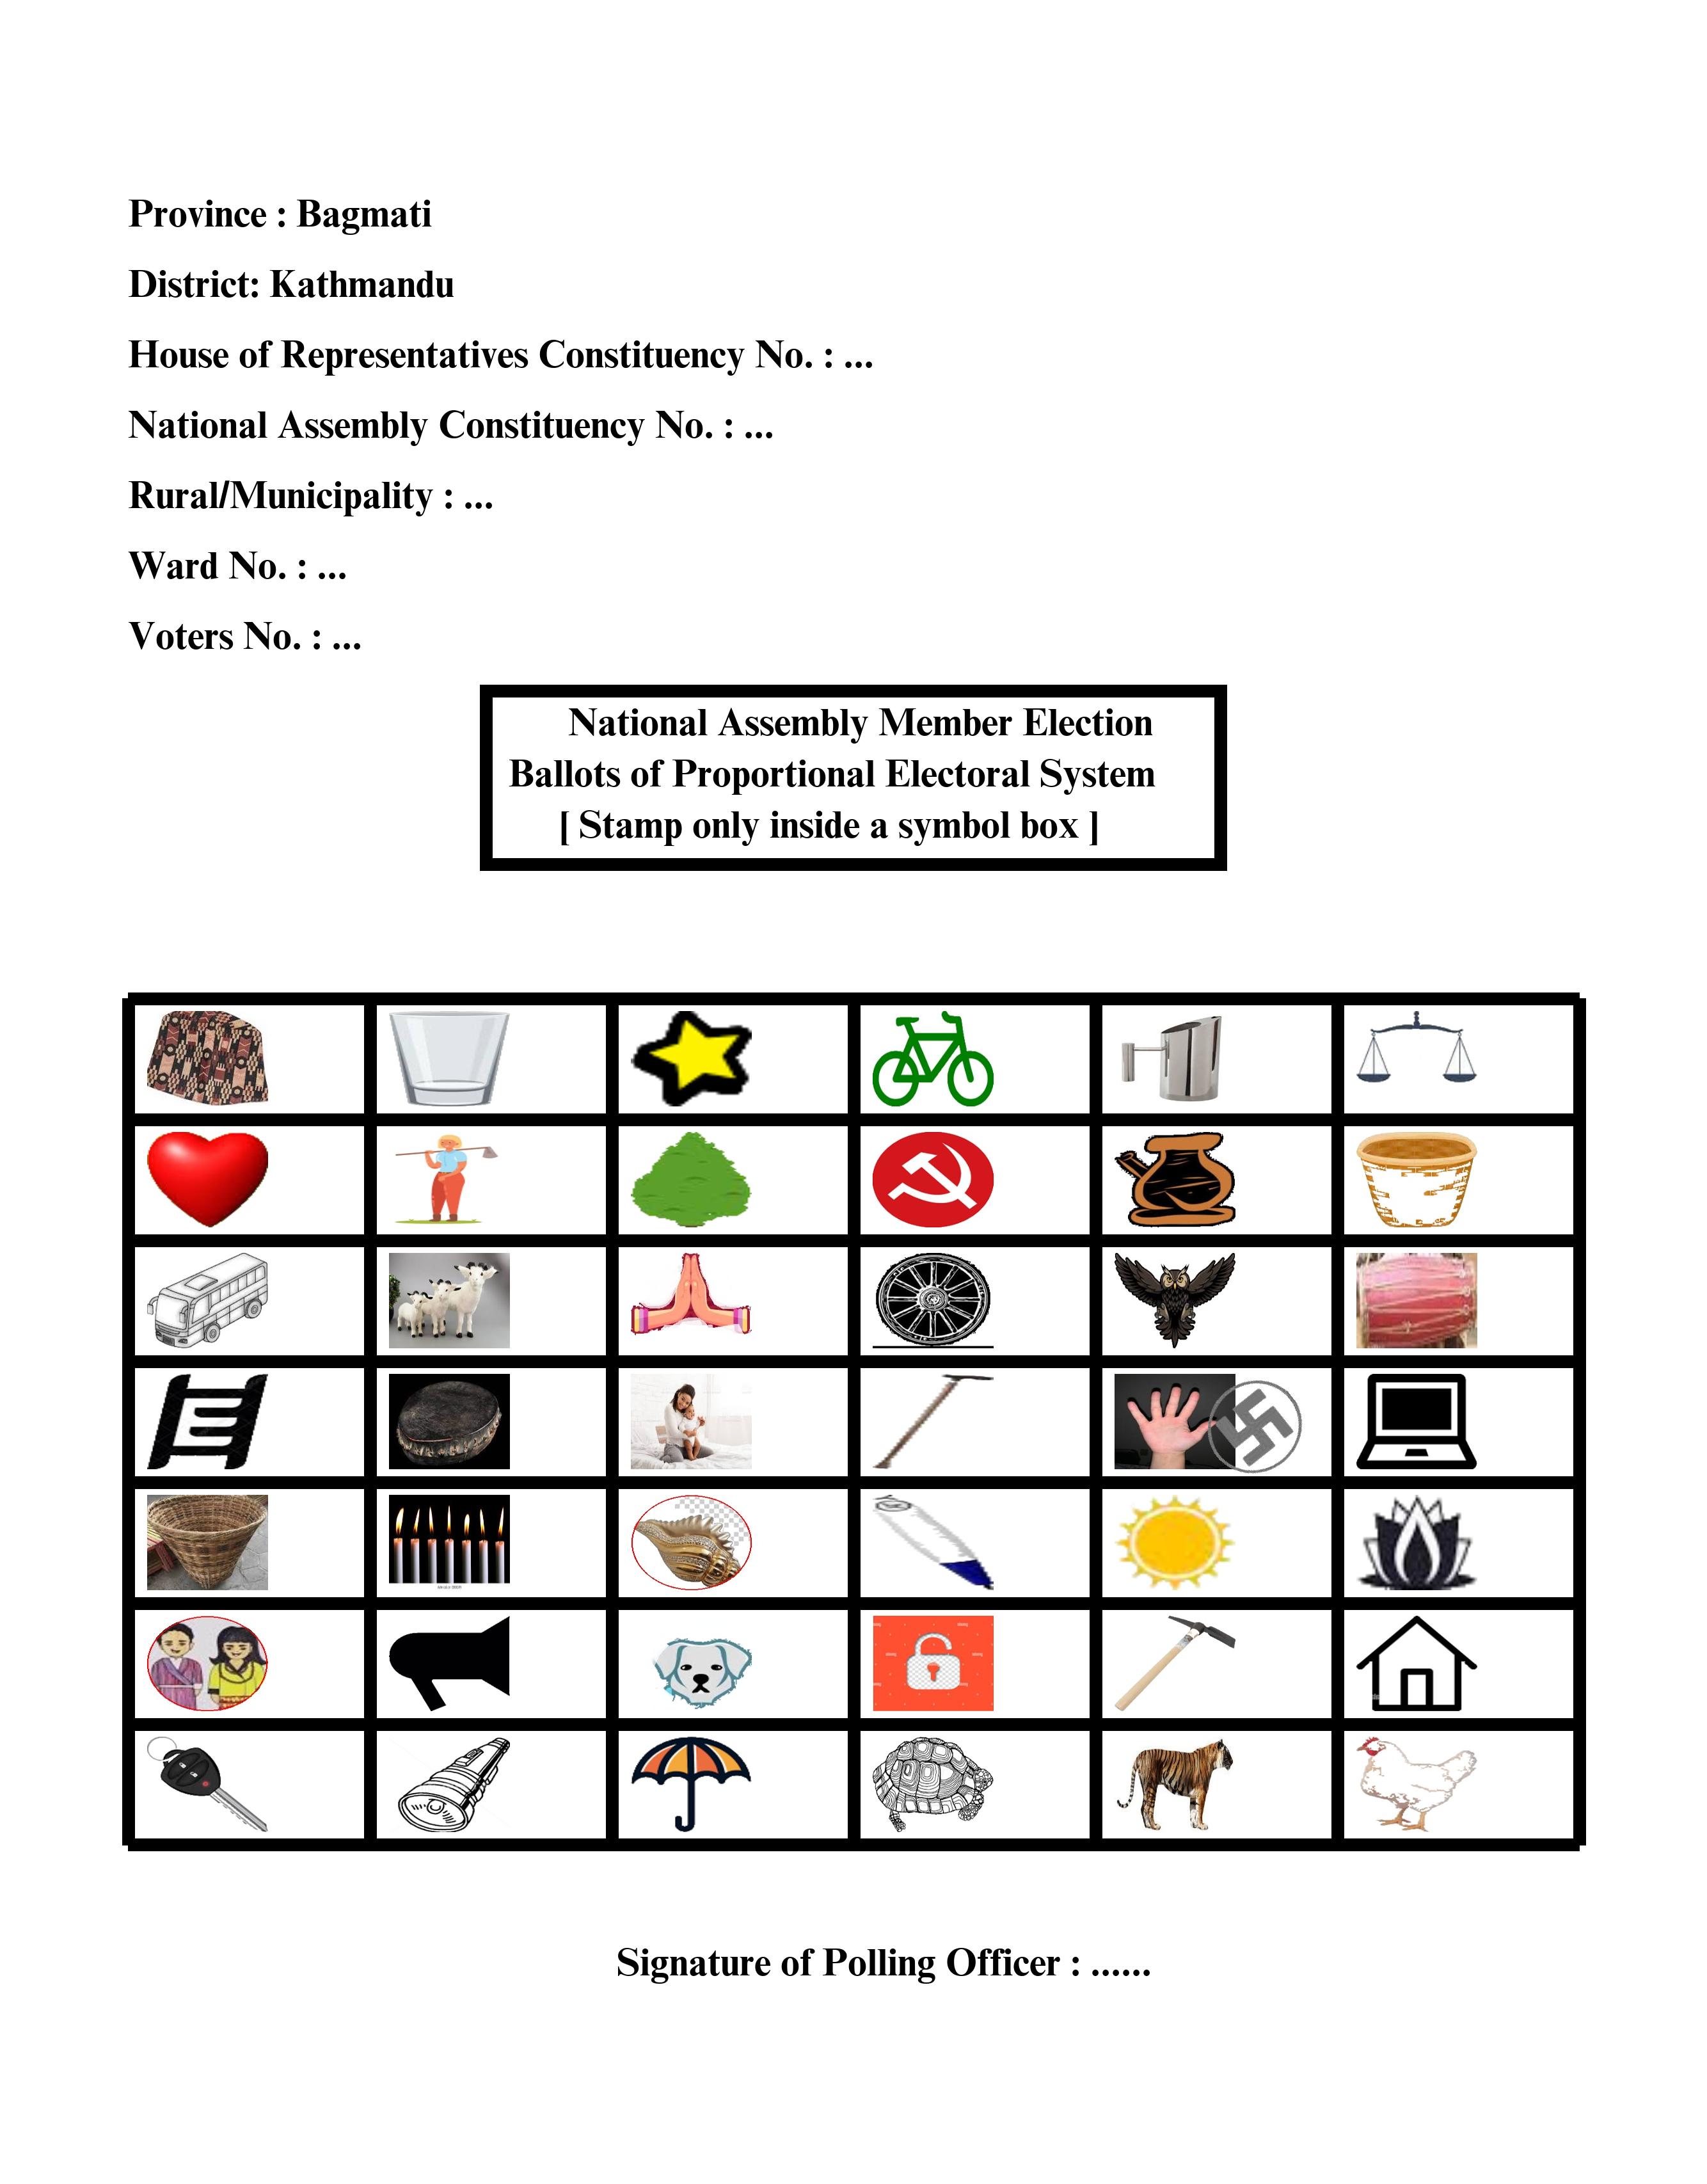 Province : Bagmati
District: Kathmandu
House of Representatives Constituency No. : ...
National Assembly Constituency No. : ...
Rural/Municipality : ...
Ward No. : ...
Voters No. : ...
National Assembly Member Election
Ballots of Proportional Electoral System
[ Stamp only inside a symbol box ]
Signature of Polling Officer : ......